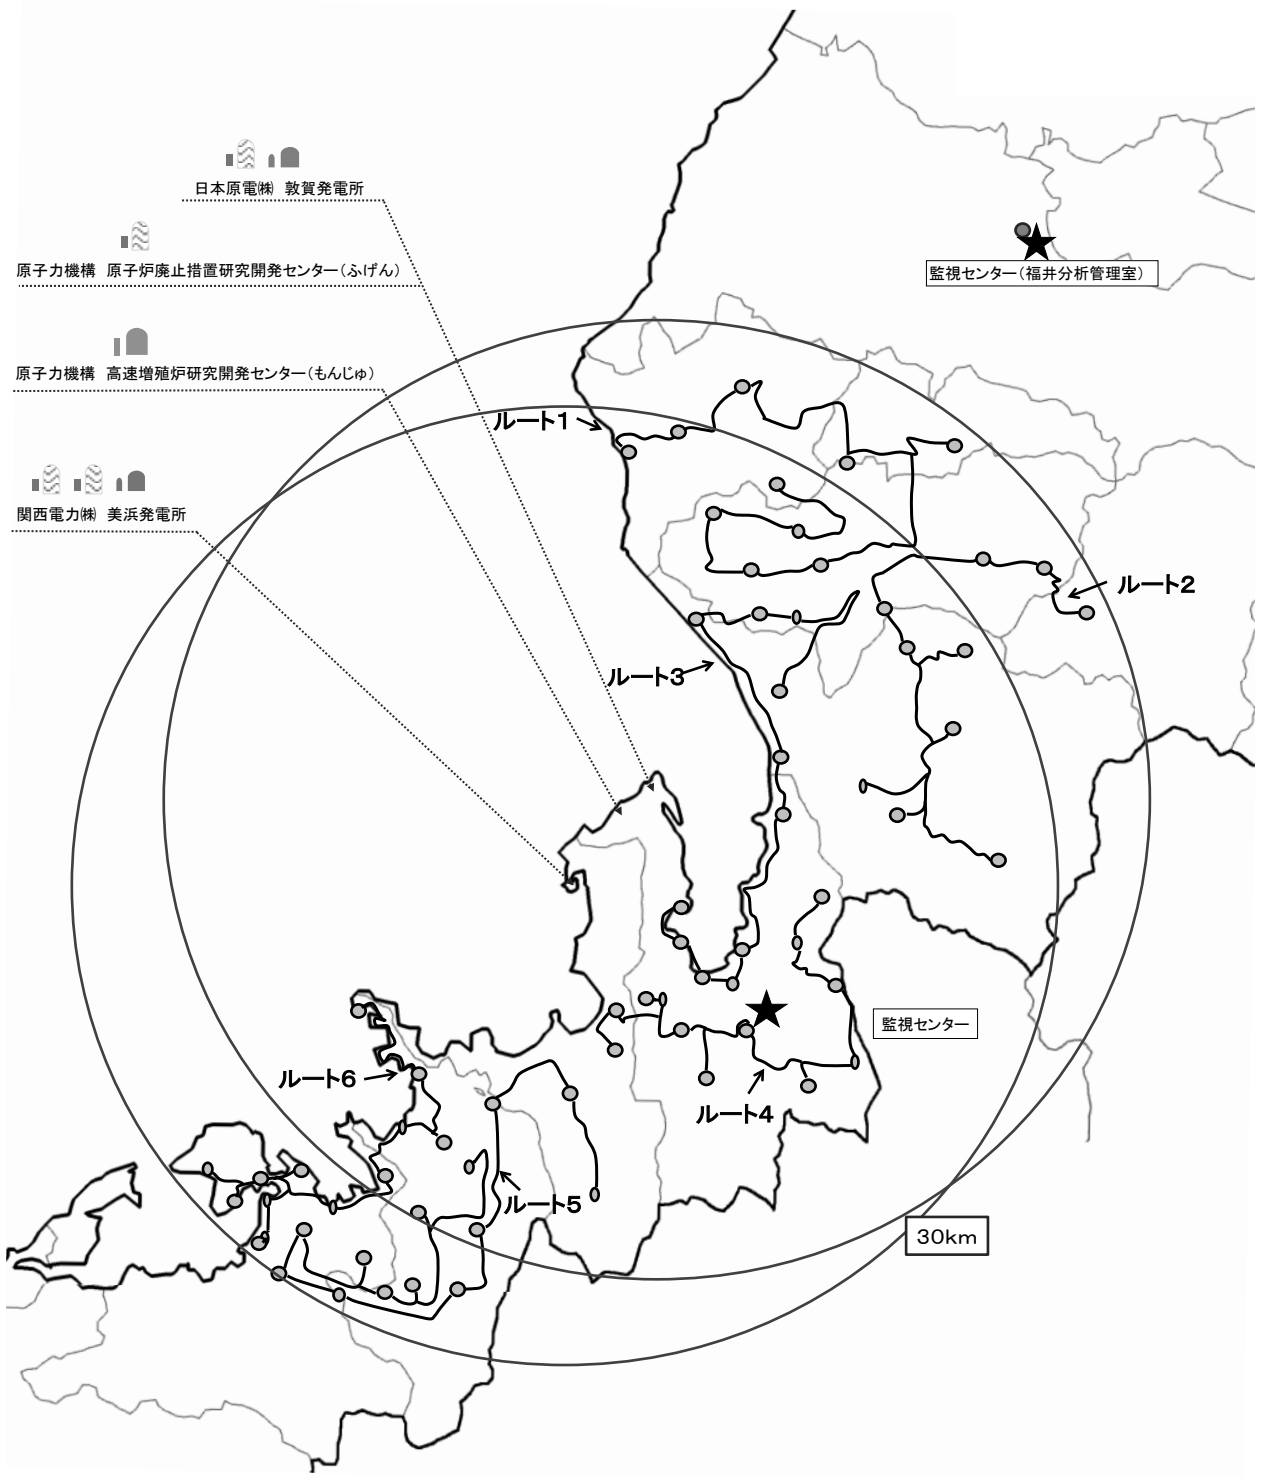 日本原電㈱ 敦賀発電所
原子力機構 原子炉廃止措置研究開発センター(ふげん)
監視センター(福井分析管理室)
原子力機構 高速増殖炉研究開発センター(もんじゅ)
ルート1
関西電力㈱ 美浜発電所
ルート2
ルート3
監視センター
ルート6
ルート4
ルート5
30km